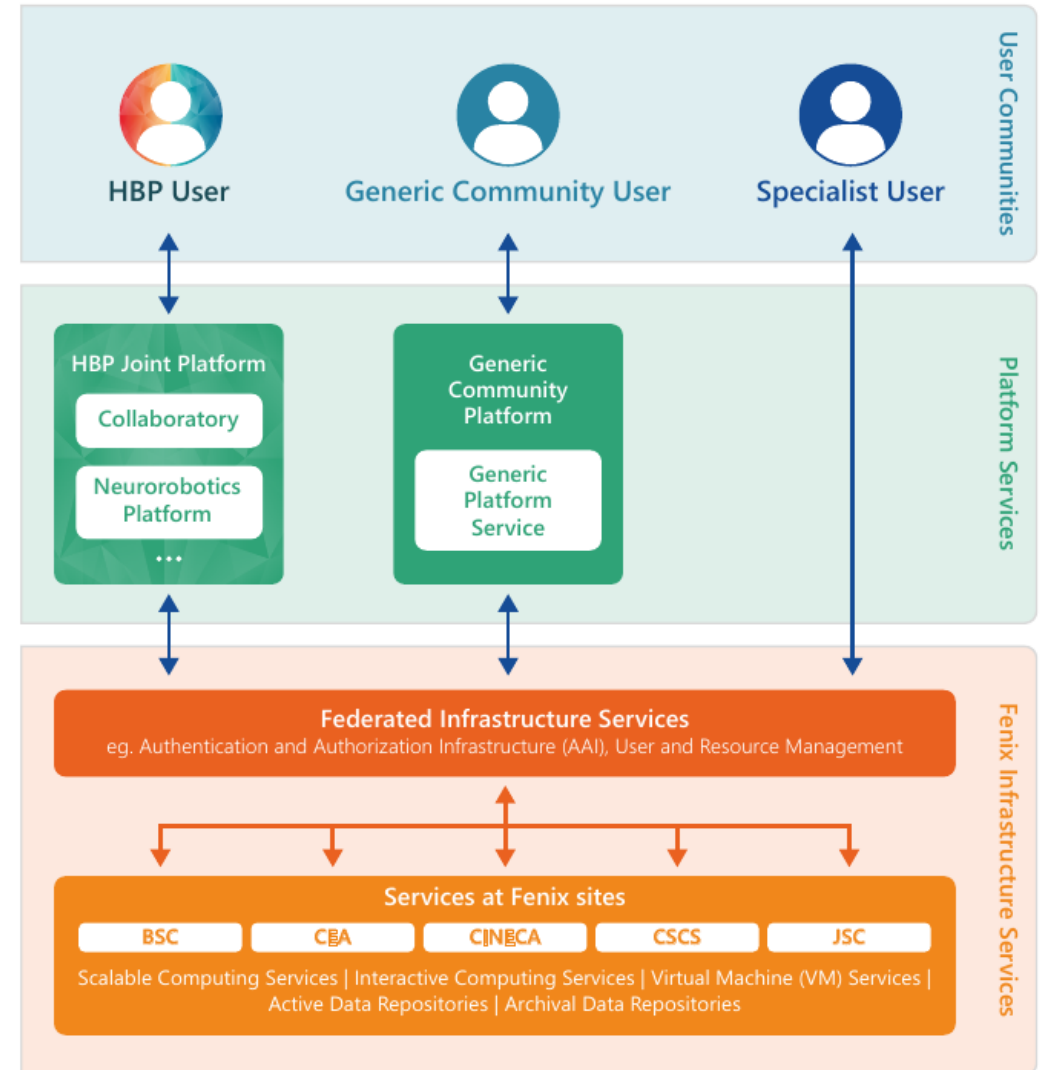 HBP User
Generic Community User
Specialist User
User Communities
HBP Joint Platform
Collaboratory
Neurorobotics
Platform
...
Generic
Community
Platform
Generic
Platform
Service
Platform Services
Federated Infrastructure Services
eg. Authentication and Authorization Infrastructure (AAI), User and Resource Management
Services at Fenix sites
BSC
CEA
CINECA
CSCS
JSC
Scalable Computing Services | Interactive Computing Services | Virtual Machine (VM) Services |
Active Data Repositories | Archival Data Repositories
Fenix Infrastructure Services